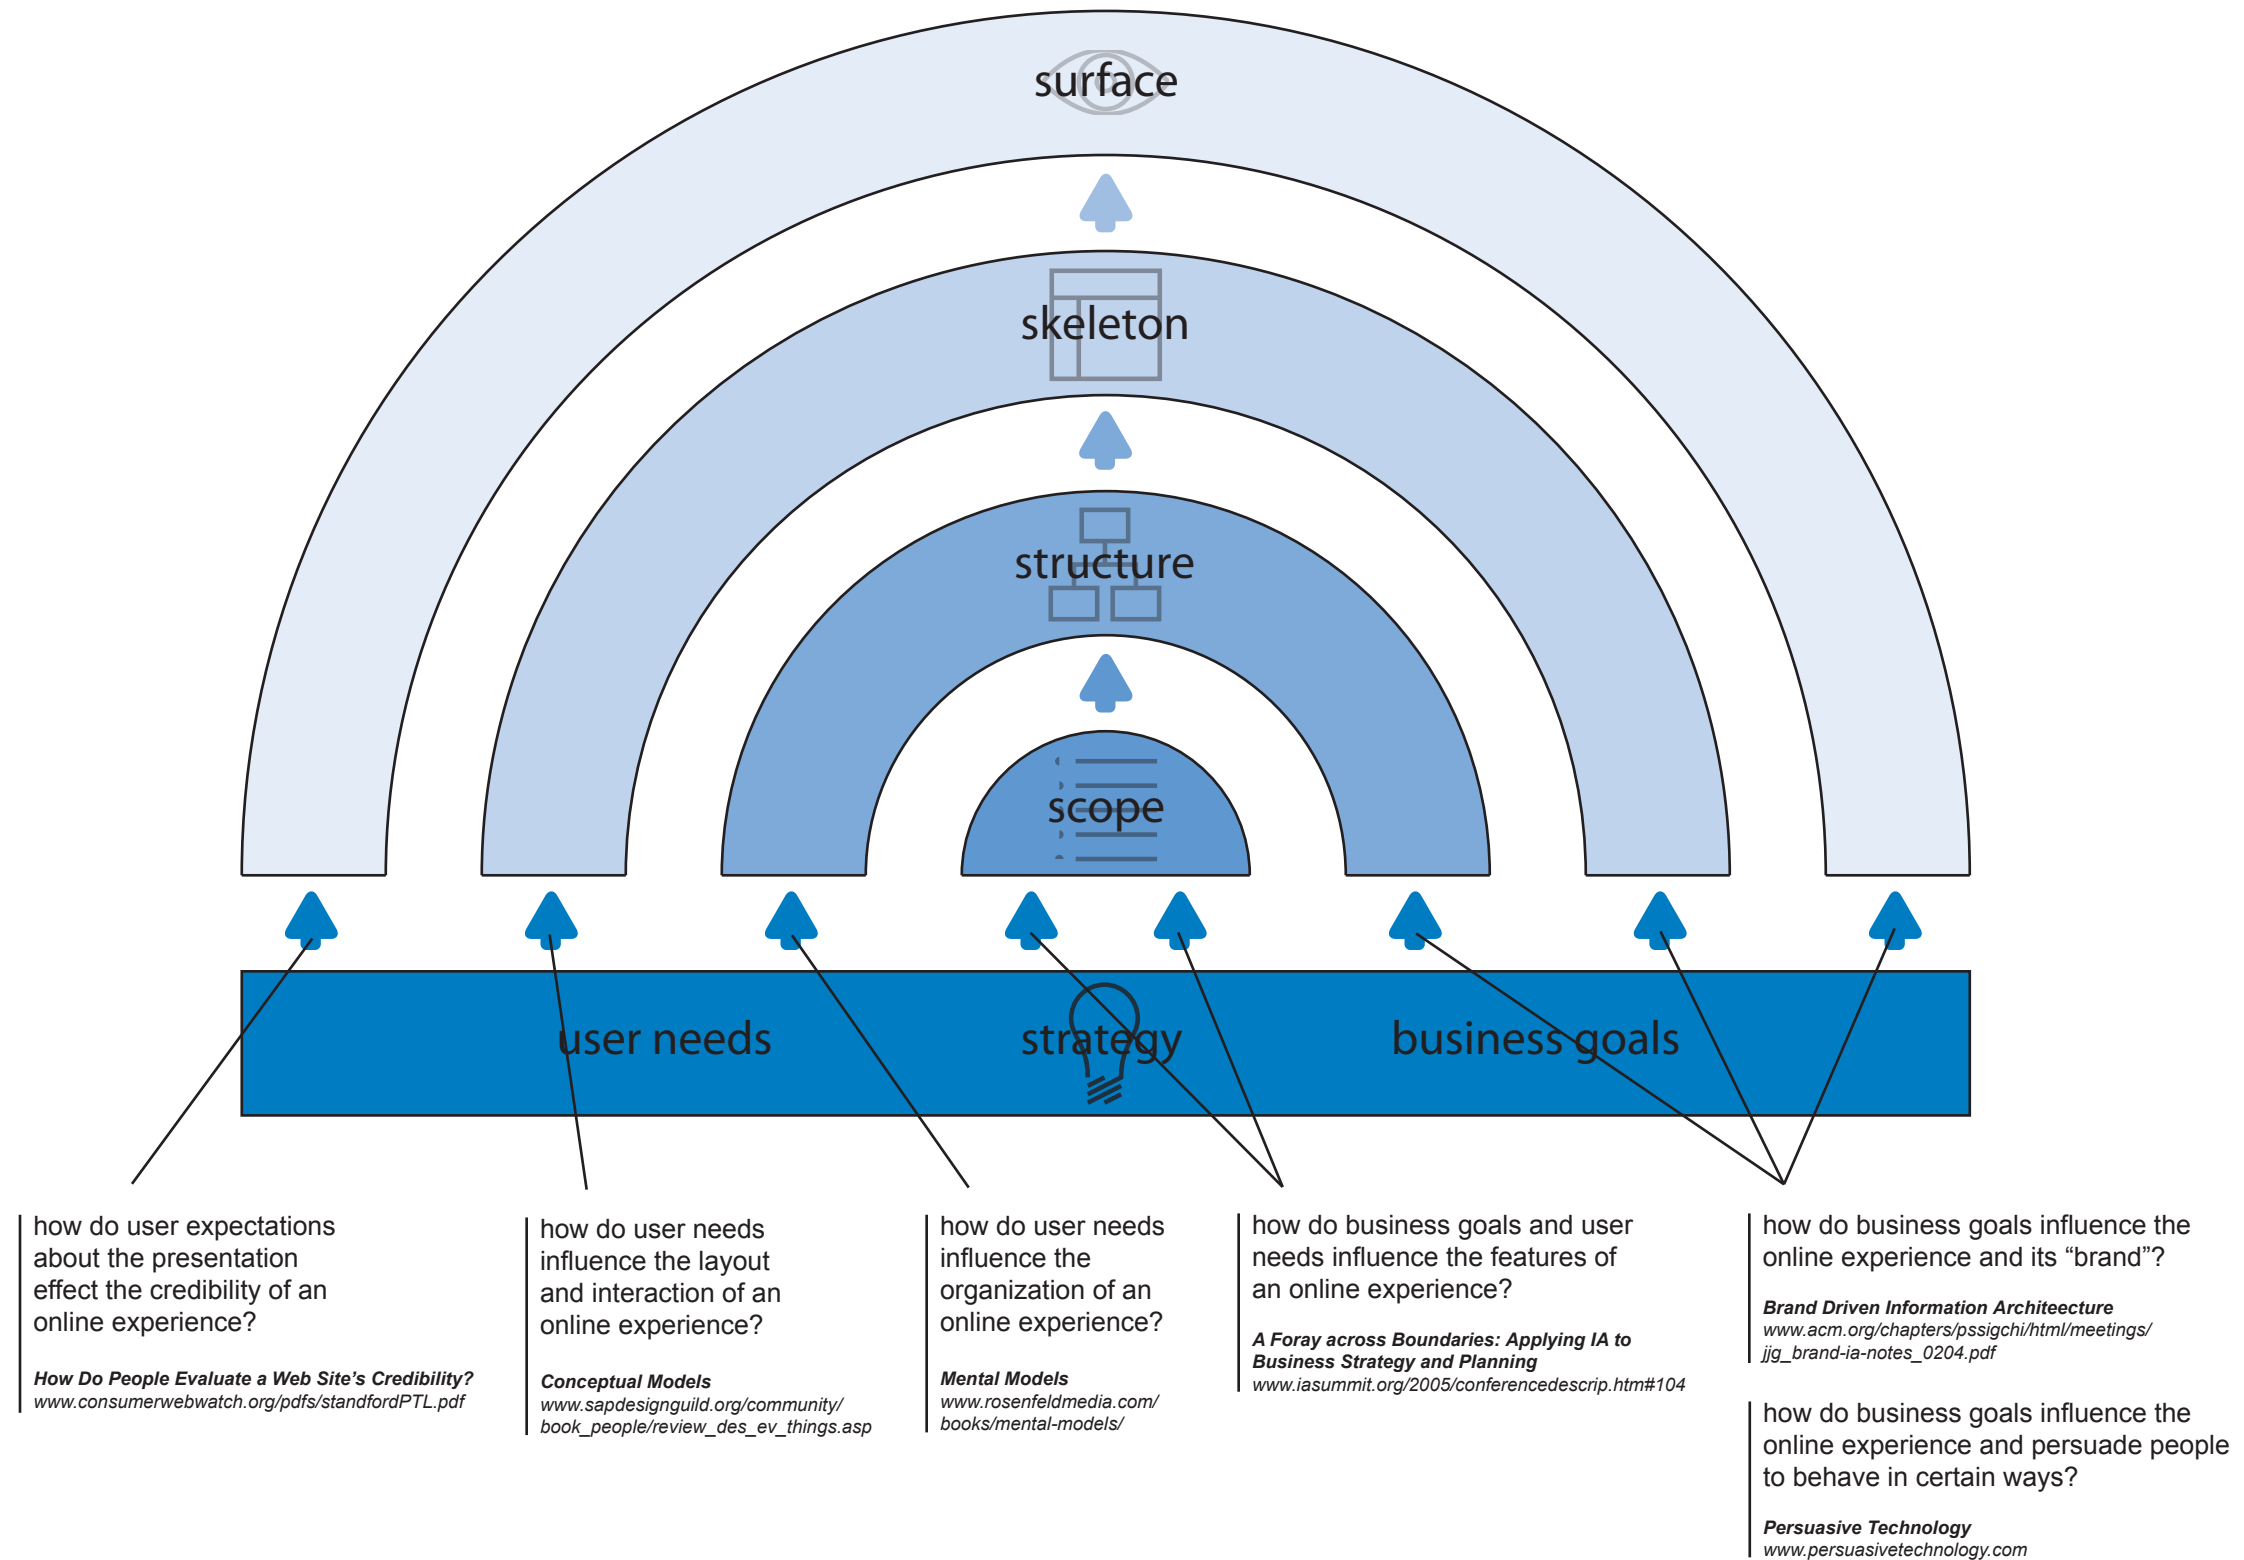 surface
skeleton
structure
scope
user needs
strategy
business goals
how do user expectations
about the presentation
effect the credibility of an
online experience?
How Do People Evaluate a Web Site’s Credibility?
www.consumerwebwatch.org/pdfs/standfordPTL.pdf
how do user needs
influence the layout
and interaction of an
online experience?
Conceptual Models
www.sapdesignguild.org/community/
book_people/review_des_ev_things.asp
how do user needs
influence the
organization of an
online experience?
Mental Models
www.rosenfeldmedia.com/
books/mental-models/
how do business goals and user
needs influence the features of
an online experience?
A Foray across Boundaries: Applying IA to
Business Strategy and Planning
www.iasummit.org/2005/conferencedescrip.htm#104
how do business goals influence the
online experience and its “brand”?
Brand Driven Information Architeecture
www.acm.org/chapters/pssigchi/html/meetings/
jjg_brand-ia-notes_0204.pdf
how do business goals influence the
online experience and persuade people
to behave in certain ways?
Persuasive Technology
www.persuasivetechnology.com